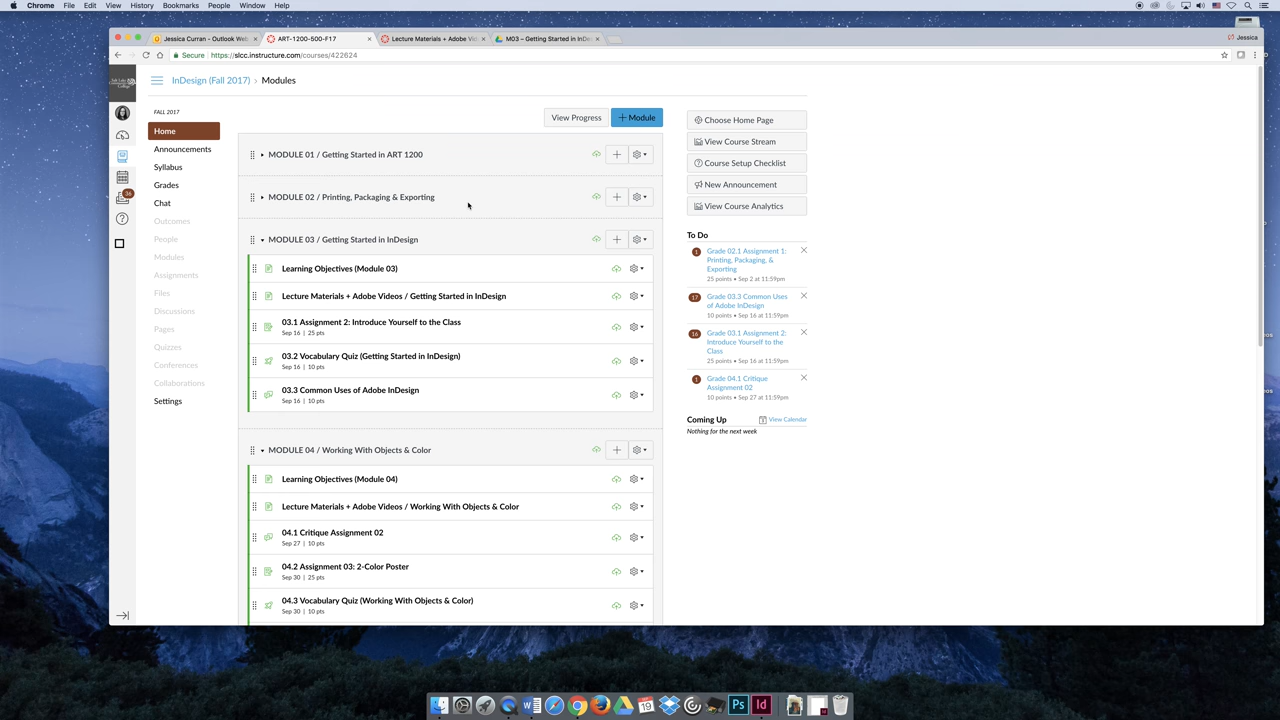 Chrome File Edit View History Bookmarks People Window Help
Jessica Curran - Outlook Web
ART-1200-500-F17
Lecture Materials + Adobe Vid
M03 – Getting Started in InDes
Jessica
Secure https://slcc.instructure.com/courses/422624
InDesign (Fall 2017) > Modules
FALL 2017
Home
Announcements
Syllabus
Grades
Chat
Outcomes
People
Modules
Assignments
Files
Discussions
Pages
Quizzes
Conferences
Collaborations
Settings
36
View Progress
+ Module
MODULE 01 / Getting Started in ART 1200
MODULE 02 / Printing, Packaging & Exporting
MODULE 03 / Getting Started in InDesign
Learning Objectives (Module 03)
Lecture Materials + Adobe Videos / Getting Started in InDesign
03.1 Assignment 2: Introduce Yourself to the Class
Sep 16 | 25 pts
03.2 Vocabulary Quiz (Getting Started in InDesign)
Sep 16 | 10 pts
03.3 Common Uses of Adobe InDesign
Sep 16 | 10 pts
MODULE 04 / Working With Objects & Color
Learning Objectives (Module 04)
Lecture Materials + Adobe Videos / Working With Objects & Color
04.1 Critique Assignment 02
Sep 27 | 10 pts
04.2 Assignment 03: 2-Color Poster
Sep 30 | 25 pts
04.3 Vocabulary Quiz (Working With Objects & Color)
Sep 30 | 10 pts
Choose Home Page
View Course Stream
Course Setup Checklist
New Announcement
View Course Analytics
To Do
1 Grade 02.1 Assignment 1:
Printing, Packaging, &
Exporting
25 points • Sep 2 at 11:59pm
17 Grade 03.3 Common Uses
of Adobe InDesign
10 points • Sep 16 at 11:59pm
16 Grade 03.1 Assignment 2:
Introduce Yourself to the
Class
25 points • Sep 16 at 11:59pm
1 Grade 04.1 Critique
Assignment 02
10 points • Sep 27 at 11:59pm
Coming Up
View Calendar
Nothing for the next week
19
Ps
Id